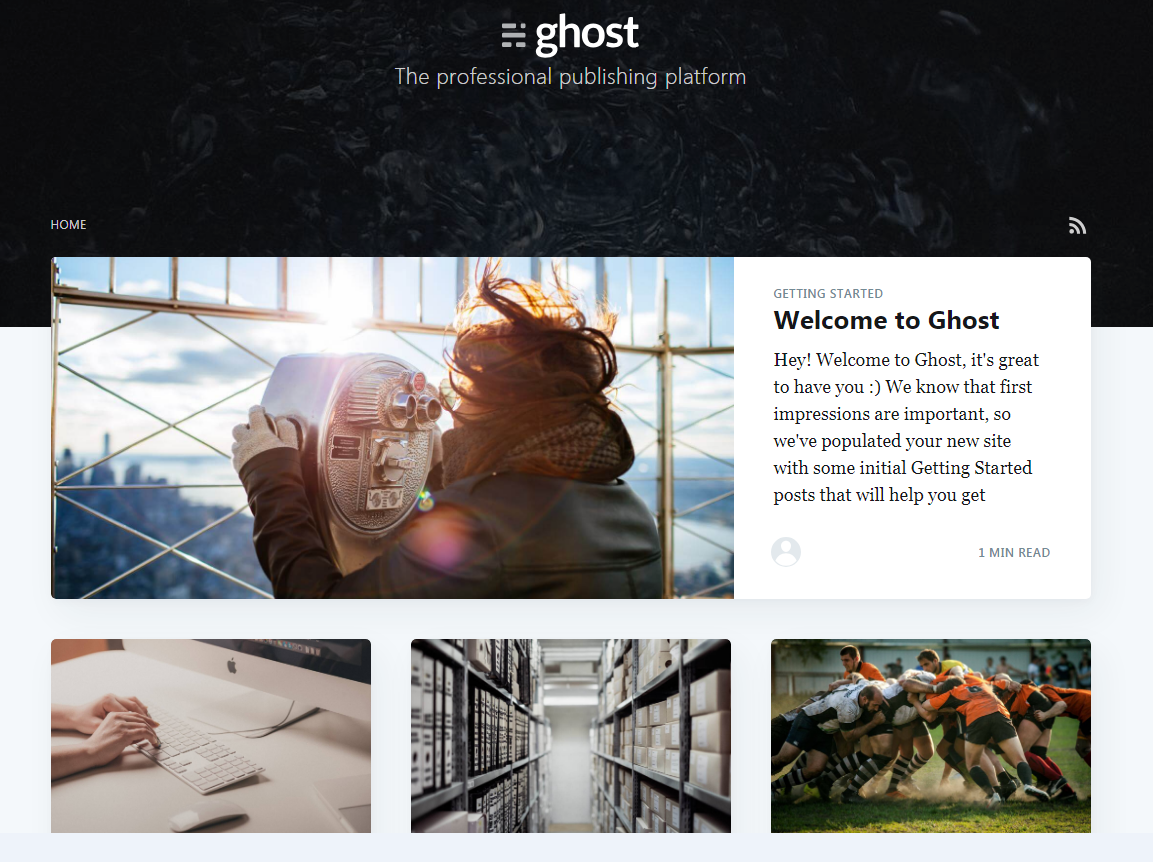 ghost
The professional publishing platform
HOME
GETTING STARTED
Welcome to Ghost
Hey! Welcome to Ghost, it's great
to have you :) We know that first
impressions are important, so
we've populated your new site
with some initial Getting Started
posts that will help you get
1 MIN READ